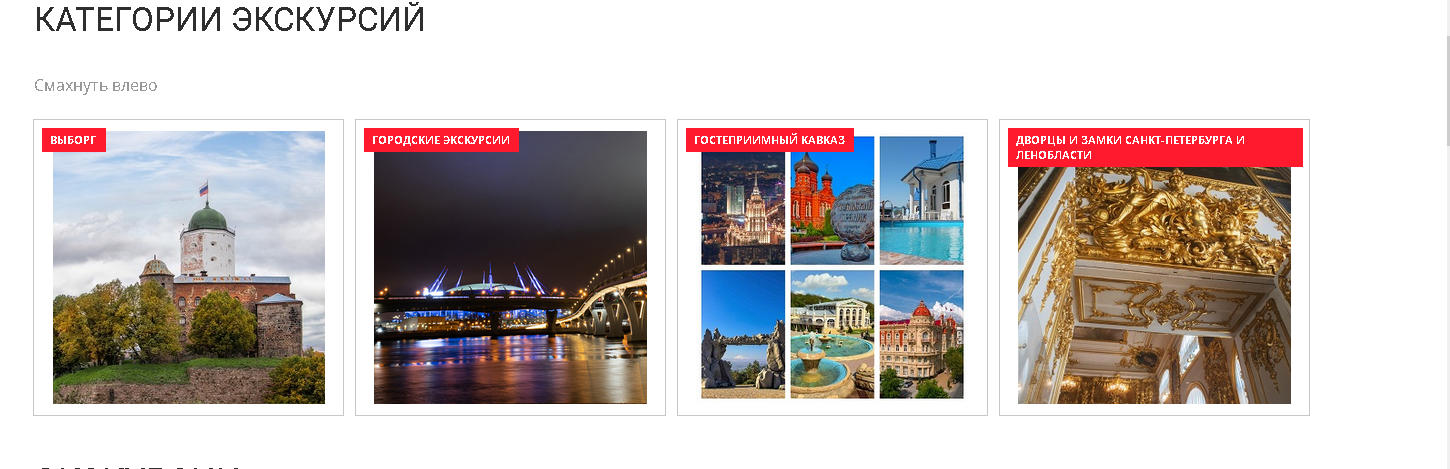 КАТЕГОРИИ ЭКСКУРСИЙ
Смахнуть влево
ВЫБОРГ
ГОРОДСКИЕ ЭКСКУРСИИ
ГОСТЕПРИИМНЫЙ КАВКАЗ
ДВОРЦЫ И ЗАМКИ САНКТ-ПЕТЕРБУРГА И
ЛЕНОБЛАСТИ